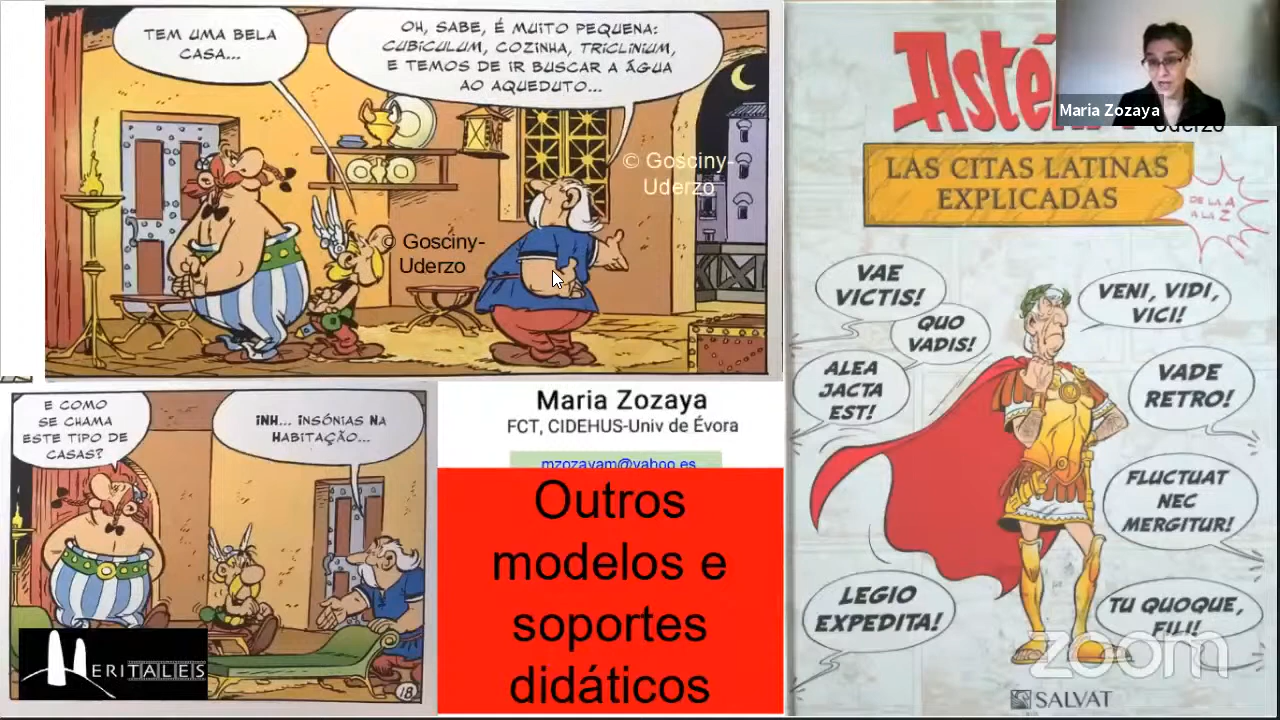 TEM UMA BELA
CASA...
OH, SABE, É MUITO PEQUENA:
CUBICULUM, COZINHA, TRICLINIUM,
E TEMOS DE IR BUSCAR A ÁGUA
AO AQUEDUTO...
© Gosciny-
Uderzo
© Gosciny-
Uderzo
E COMO
SE CHAMA
ESTE TIPO DE
CASAS?
INH... INSÓNIAS NA
HABITAÇÃO...
HERITALES
18
Maria Zozaya
FCT, CIDEHUS-Univ de Évora
mzozayam@yahoo.es
Outros
modelos e
soportes
didáticos
Asté
Maria Zozaya
Uderzo
LAS CITAS LATINAS
EXPLICADAS
DE LA A
A LA Z
VAE
VICTIS!
QUO
VADIS!
ALEA
JACTA
EST!
VENI, VIDI,
VICI!
VADE
RETRO!
FLUCTUAT
NEC
MERGITUR!
LEGIO
EXPEDITA!
TU QUOQUE,
FILI!
zoom
SALVAT